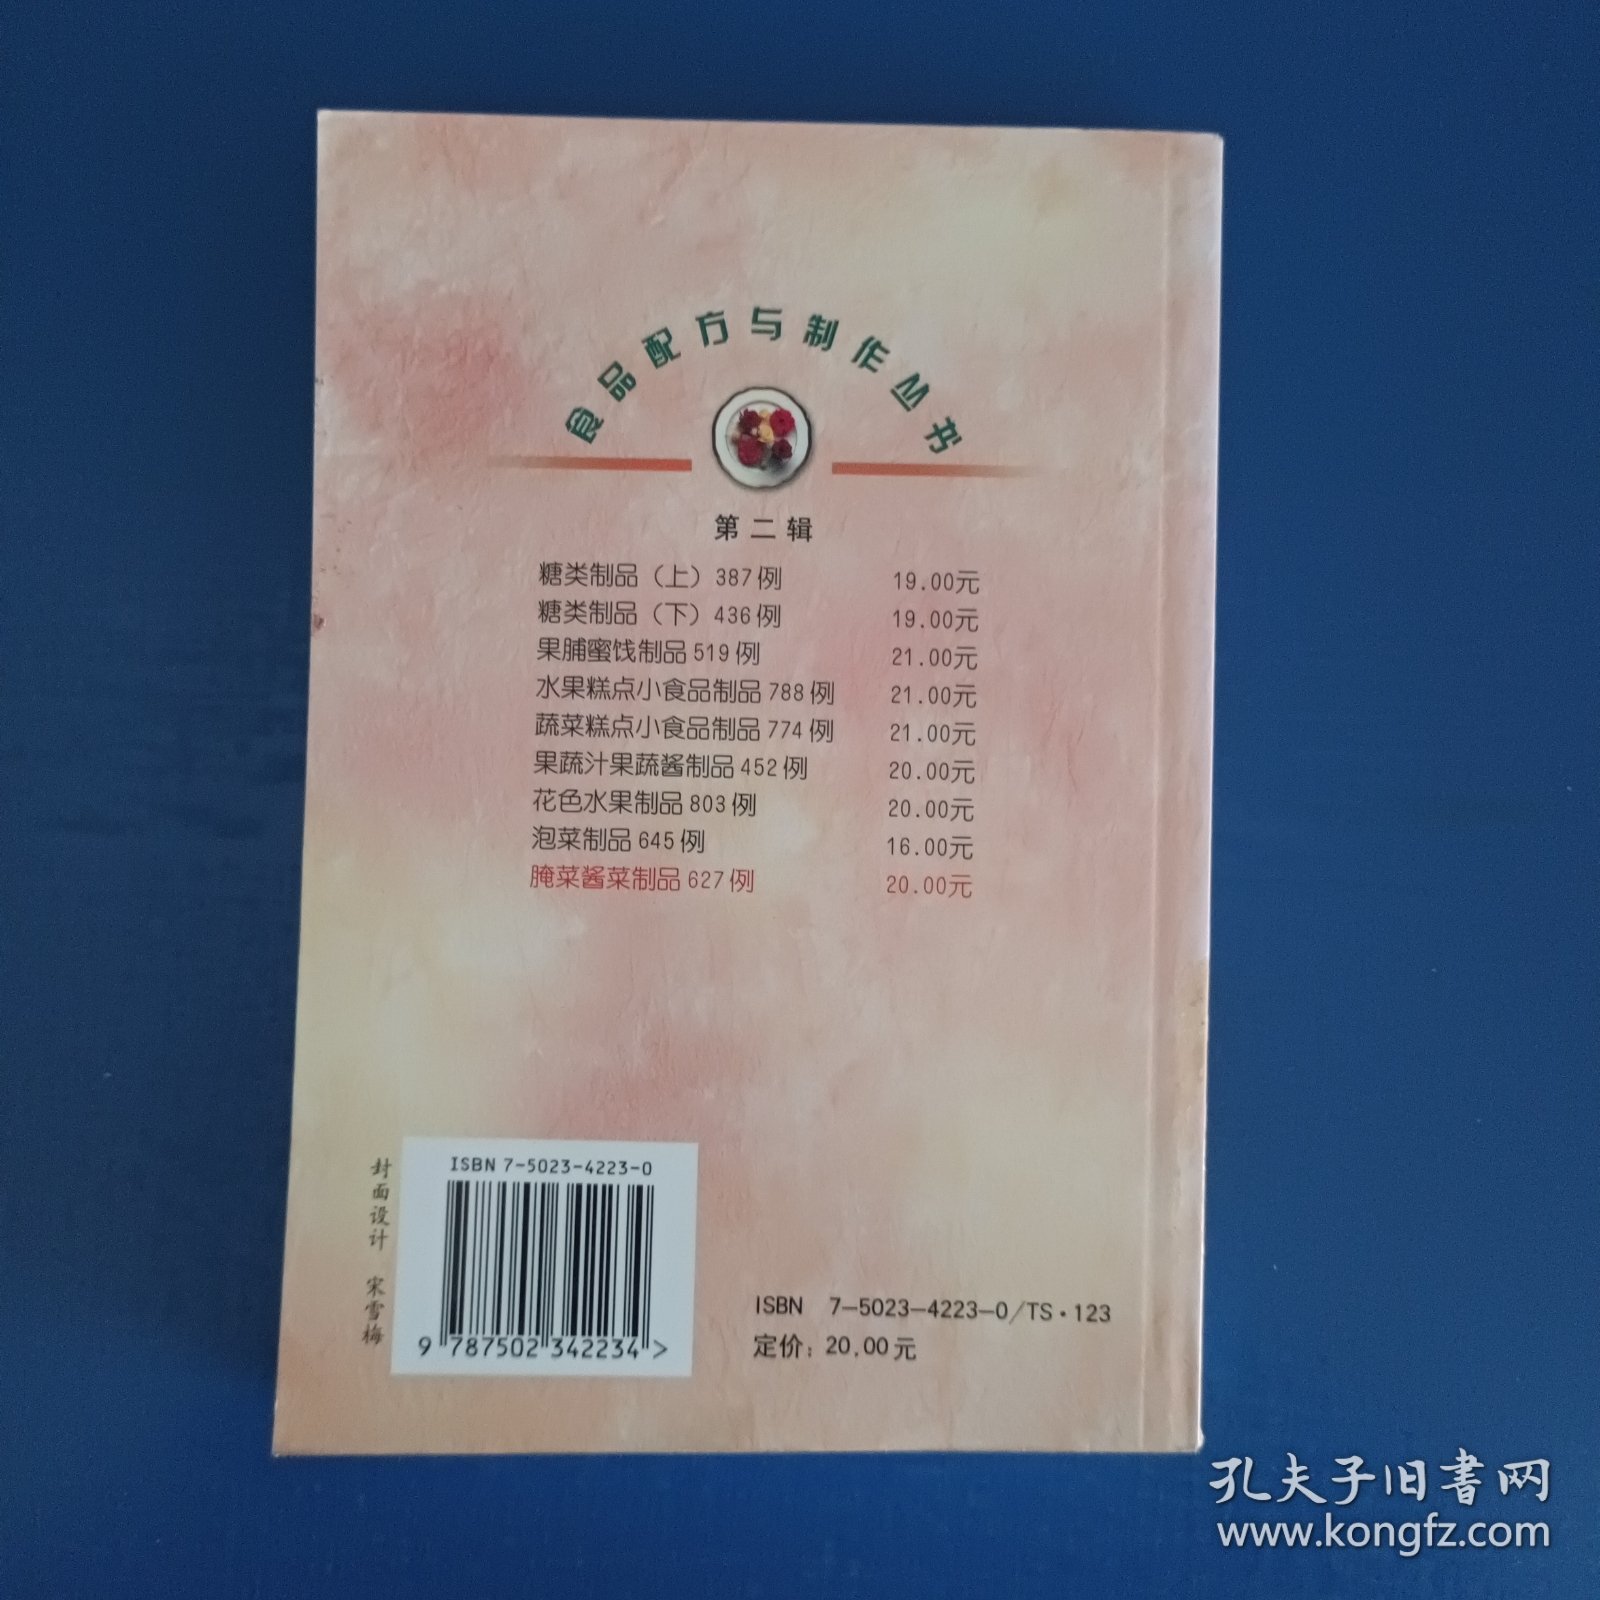 食品配方与制作丛书
第二辑
糖类制品（上）387例 19.00元
糖类制品（下）436例 19.00元
果脯蜜饯制品519例 21.00元
水果糕点小食品制品788例 21.00元
蔬菜糕点小食品制品774例 21.00元
果蔬汁果蔬酱制品452例 20.00元
花色水果制品803例 20.00元
泡菜制品645例 16.00元
腌菜酱菜制品627例 20.00元
封面设计 宋雪梅
ISBN 7-5023-4223-0
9 787502 342234 >
ISBN 7-5023-4223-0/TS·123
定价：20.00元
孔夫子旧书网
www.kongfz.com